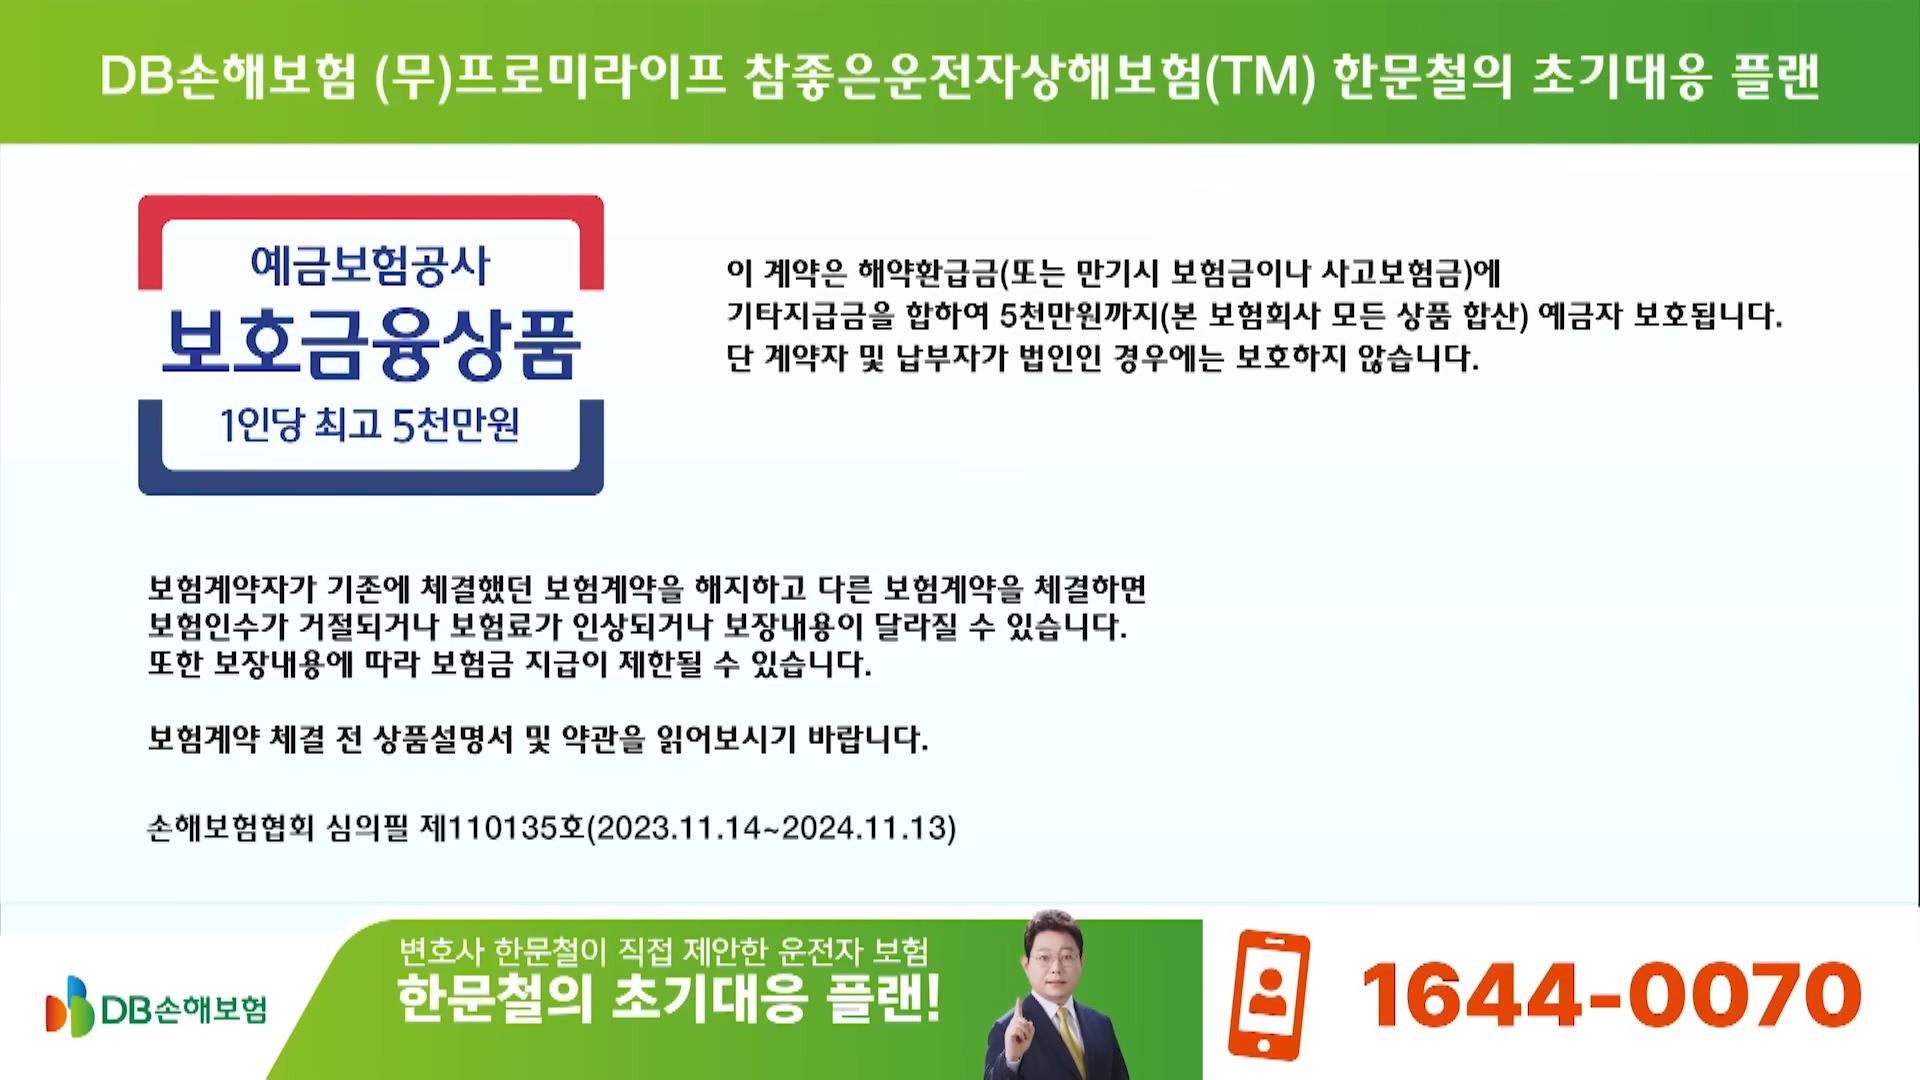 DB손해보험 (무)프로미라이프 참좋은운전자상해보험(TM) 한문철의 초기대응 플랜
예금보험공사
보호금융상품
1인당 최고 5천만원
이 계약은 해약환급금(또는 만기시 보험금이나 사고보험금)에
기타지급금을 합하여 5천만원까지(본 보험회사 모든 상품 합산) 예금자 보호됩니다.
단 계약자 및 납부자가 법인인 경우에는 보호하지 않습니다.
보험계약자가 기존에 체결했던 보험계약을 해지하고 다른 보험계약을 체결하면
보험인수가 거절되거나 보험료가 인상되거나 보장내용이 달라질 수 있습니다.
또한 보장내용에 따라 보험금 지급이 제한될 수 있습니다.
보험계약 체결 전 상품설명서 및 약관을 읽어보시기 바랍니다.
손해보험협회 심의필 제110135호(2023.11.14~2024.11.13)
DB손해보험
변호사 한문철이 직접 제안한 운전자 보험
한문철의 초기대응 플랜!
1644-0070